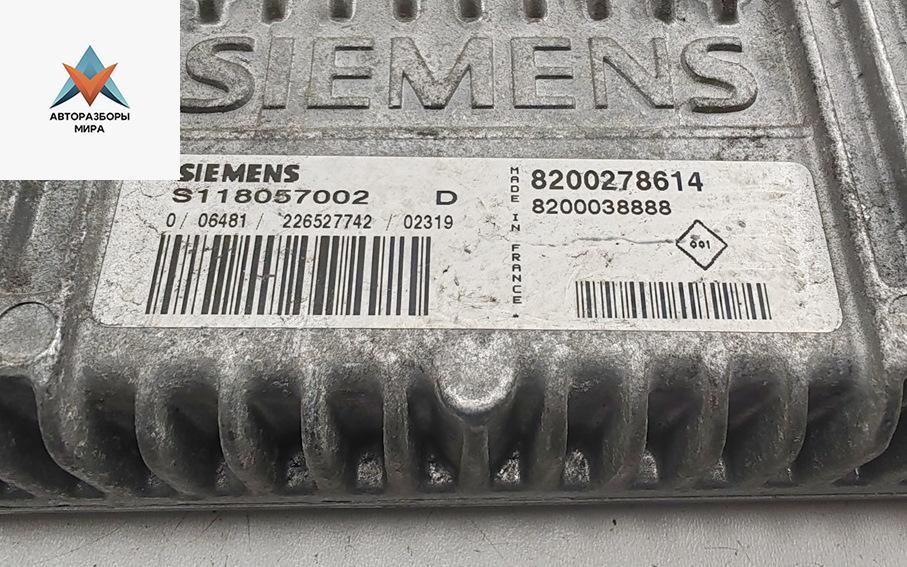 АВТОРАЗБОРЫ
МИРА
SIEMENS
SIEMENS
S118057002 D
0 / 06481 / 226527742 / 02319
MADE IN FRANCE
8200278614
8200038888
001